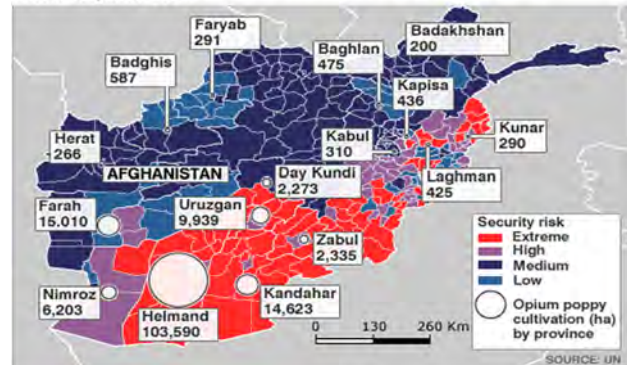 Faryab
291
Badakhshan
200
Badghis
587
Baghlan
475
Kapisa
436
Herat
266
Kabul
310
Kunar
290
AFGHANISTAN
Day Kundi
2,273
Laghman
425
Farah
15,010
Uruzgan
9,939
Zabul
2,335
Nimroz
6,203
Helmand
103,590
Kandahar
14,623
0 130 260 Km
Security risk
Extreme
High
Medium
Low
Opium poppy
cultivation (ha)
by province
SOURCE: UN